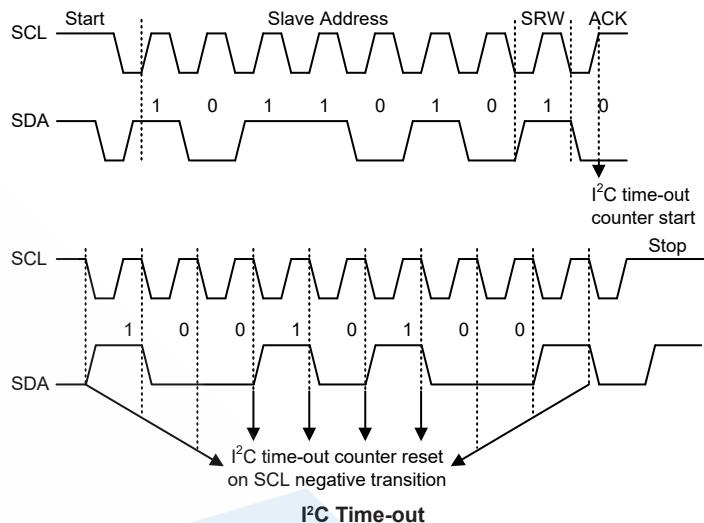 Start Slave Address SRW ACK
SCL
1 0 1 1 0 1 0 1 0
SDA
I²C time-out
counter start
Stop
SCL
1 0 0 1 0 1 0 0
SDA
I²C time-out counter reset
on SCL negative transition
I²C Time-out